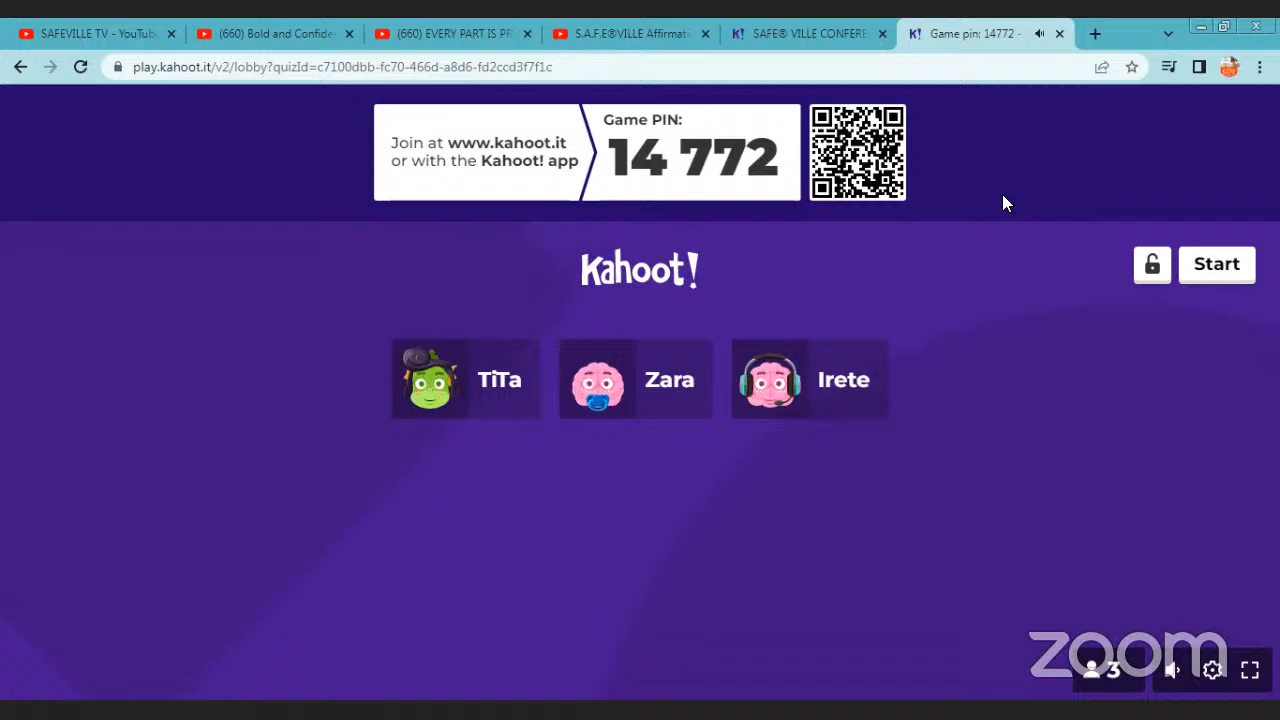 SAFEVILLE TV - YouTub
(660) Bold and Confide
(660) EVERY PART IS PR
S.A.F.E®VILLE Affirmati
K! SAFE® VILLE CONFERE
K! Game pin: 14772 -
play.kahoot.it/v2/lobby?quizId=c7100dbb-fc70-466d-a8d6-fd2ccd3f7f1c
Join at www.kahoot.it
or with the Kahoot! app
Game PIN:
14 772
Kahoot!
Start
TiTa
Zara
Irete
zoom
3